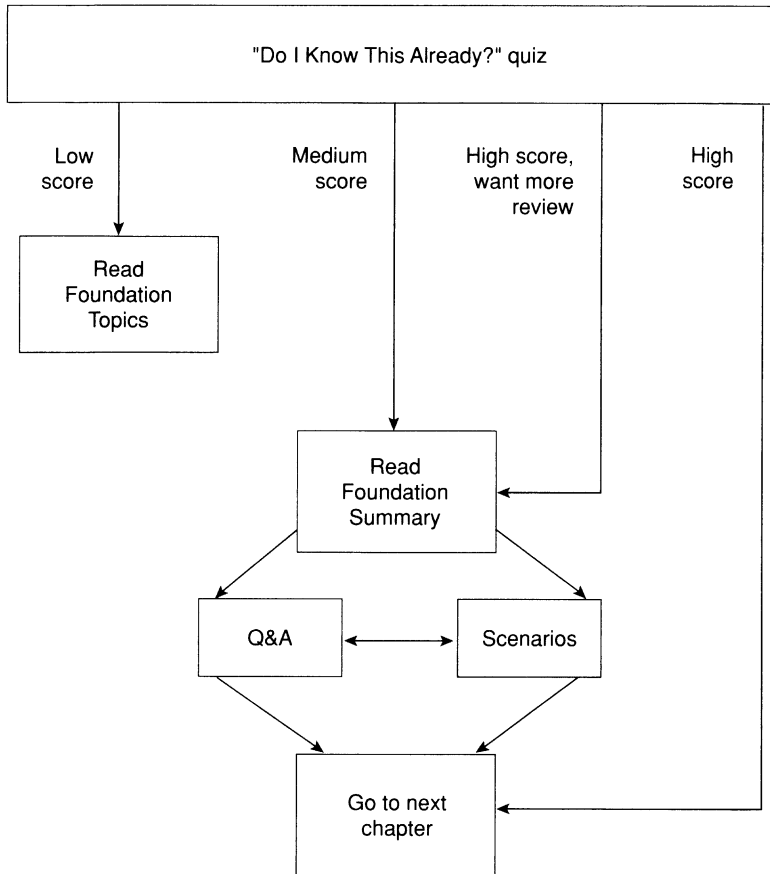 "Do I Know This Already?" quiz
Low
score
Medium
score
High score,
want more
review
High
score
Read
Foundation
Topics
Read
Foundation
Summary
Q&A
Scenarios
Go to next
chapter